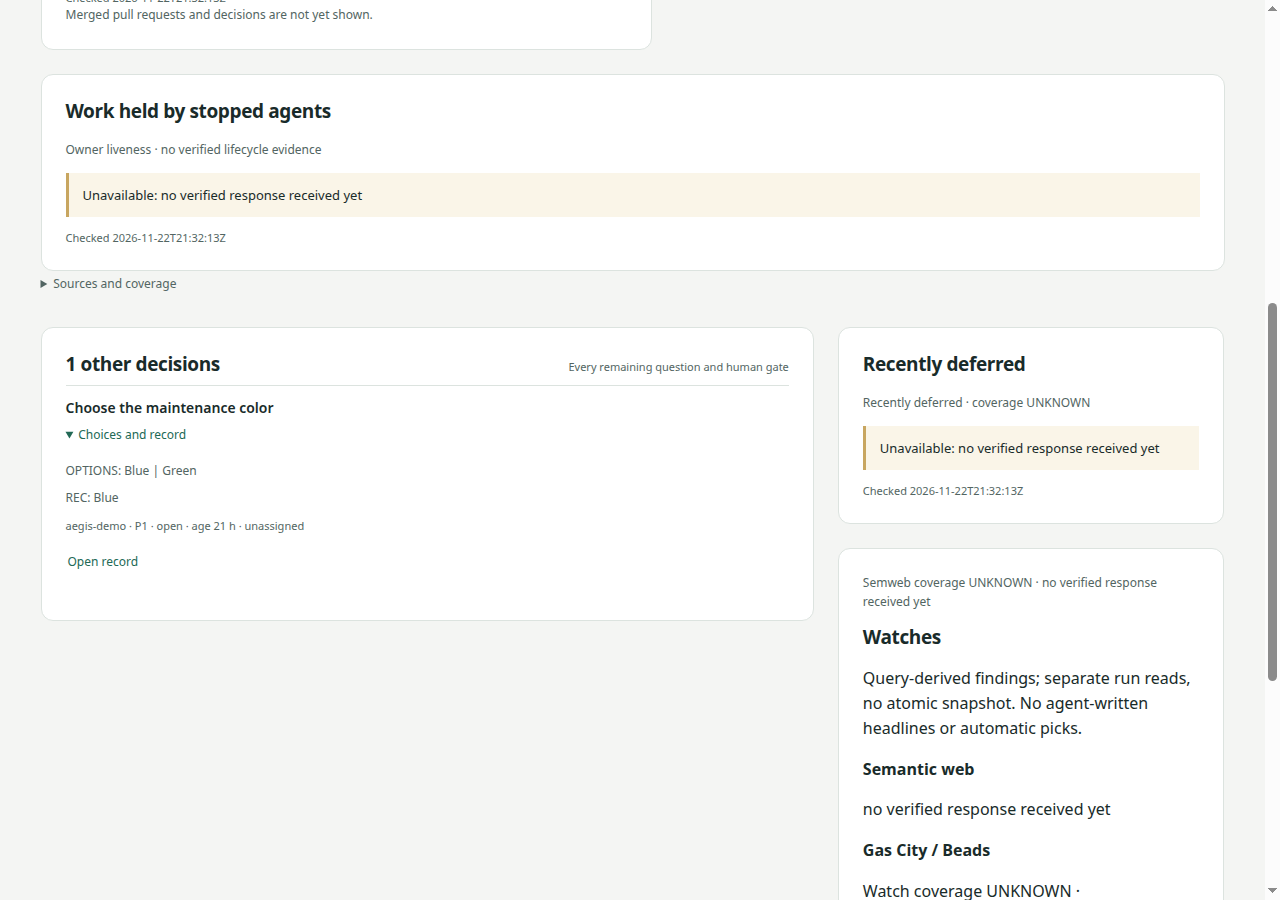 Merged pull requests and decisions are not yet shown.
Work held by stopped agents
Owner liveness · no verified lifecycle evidence
Unavailable: no verified response received yet
Checked 2026-11-22T21:32:13Z
Sources and coverage
1 other decisions
Every remaining question and human gate
Choose the maintenance color
Choices and record
OPTIONS: Blue | Green
REC: Blue
aegis-demo · P1 · open · age 21 h · unassigned
Open record
Recently deferred
Recently deferred · coverage UNKNOWN
Unavailable: no verified response received yet
Checked 2026-11-22T21:32:13Z
Semweb coverage UNKNOWN · no verified response
received yet
Watches
Query-derived findings; separate run reads,
no atomic snapshot. No agent-written
headlines or automatic picks.
Semantic web
no verified response received yet
Gas City / Beads
Watch coverage UNKNOWN ·